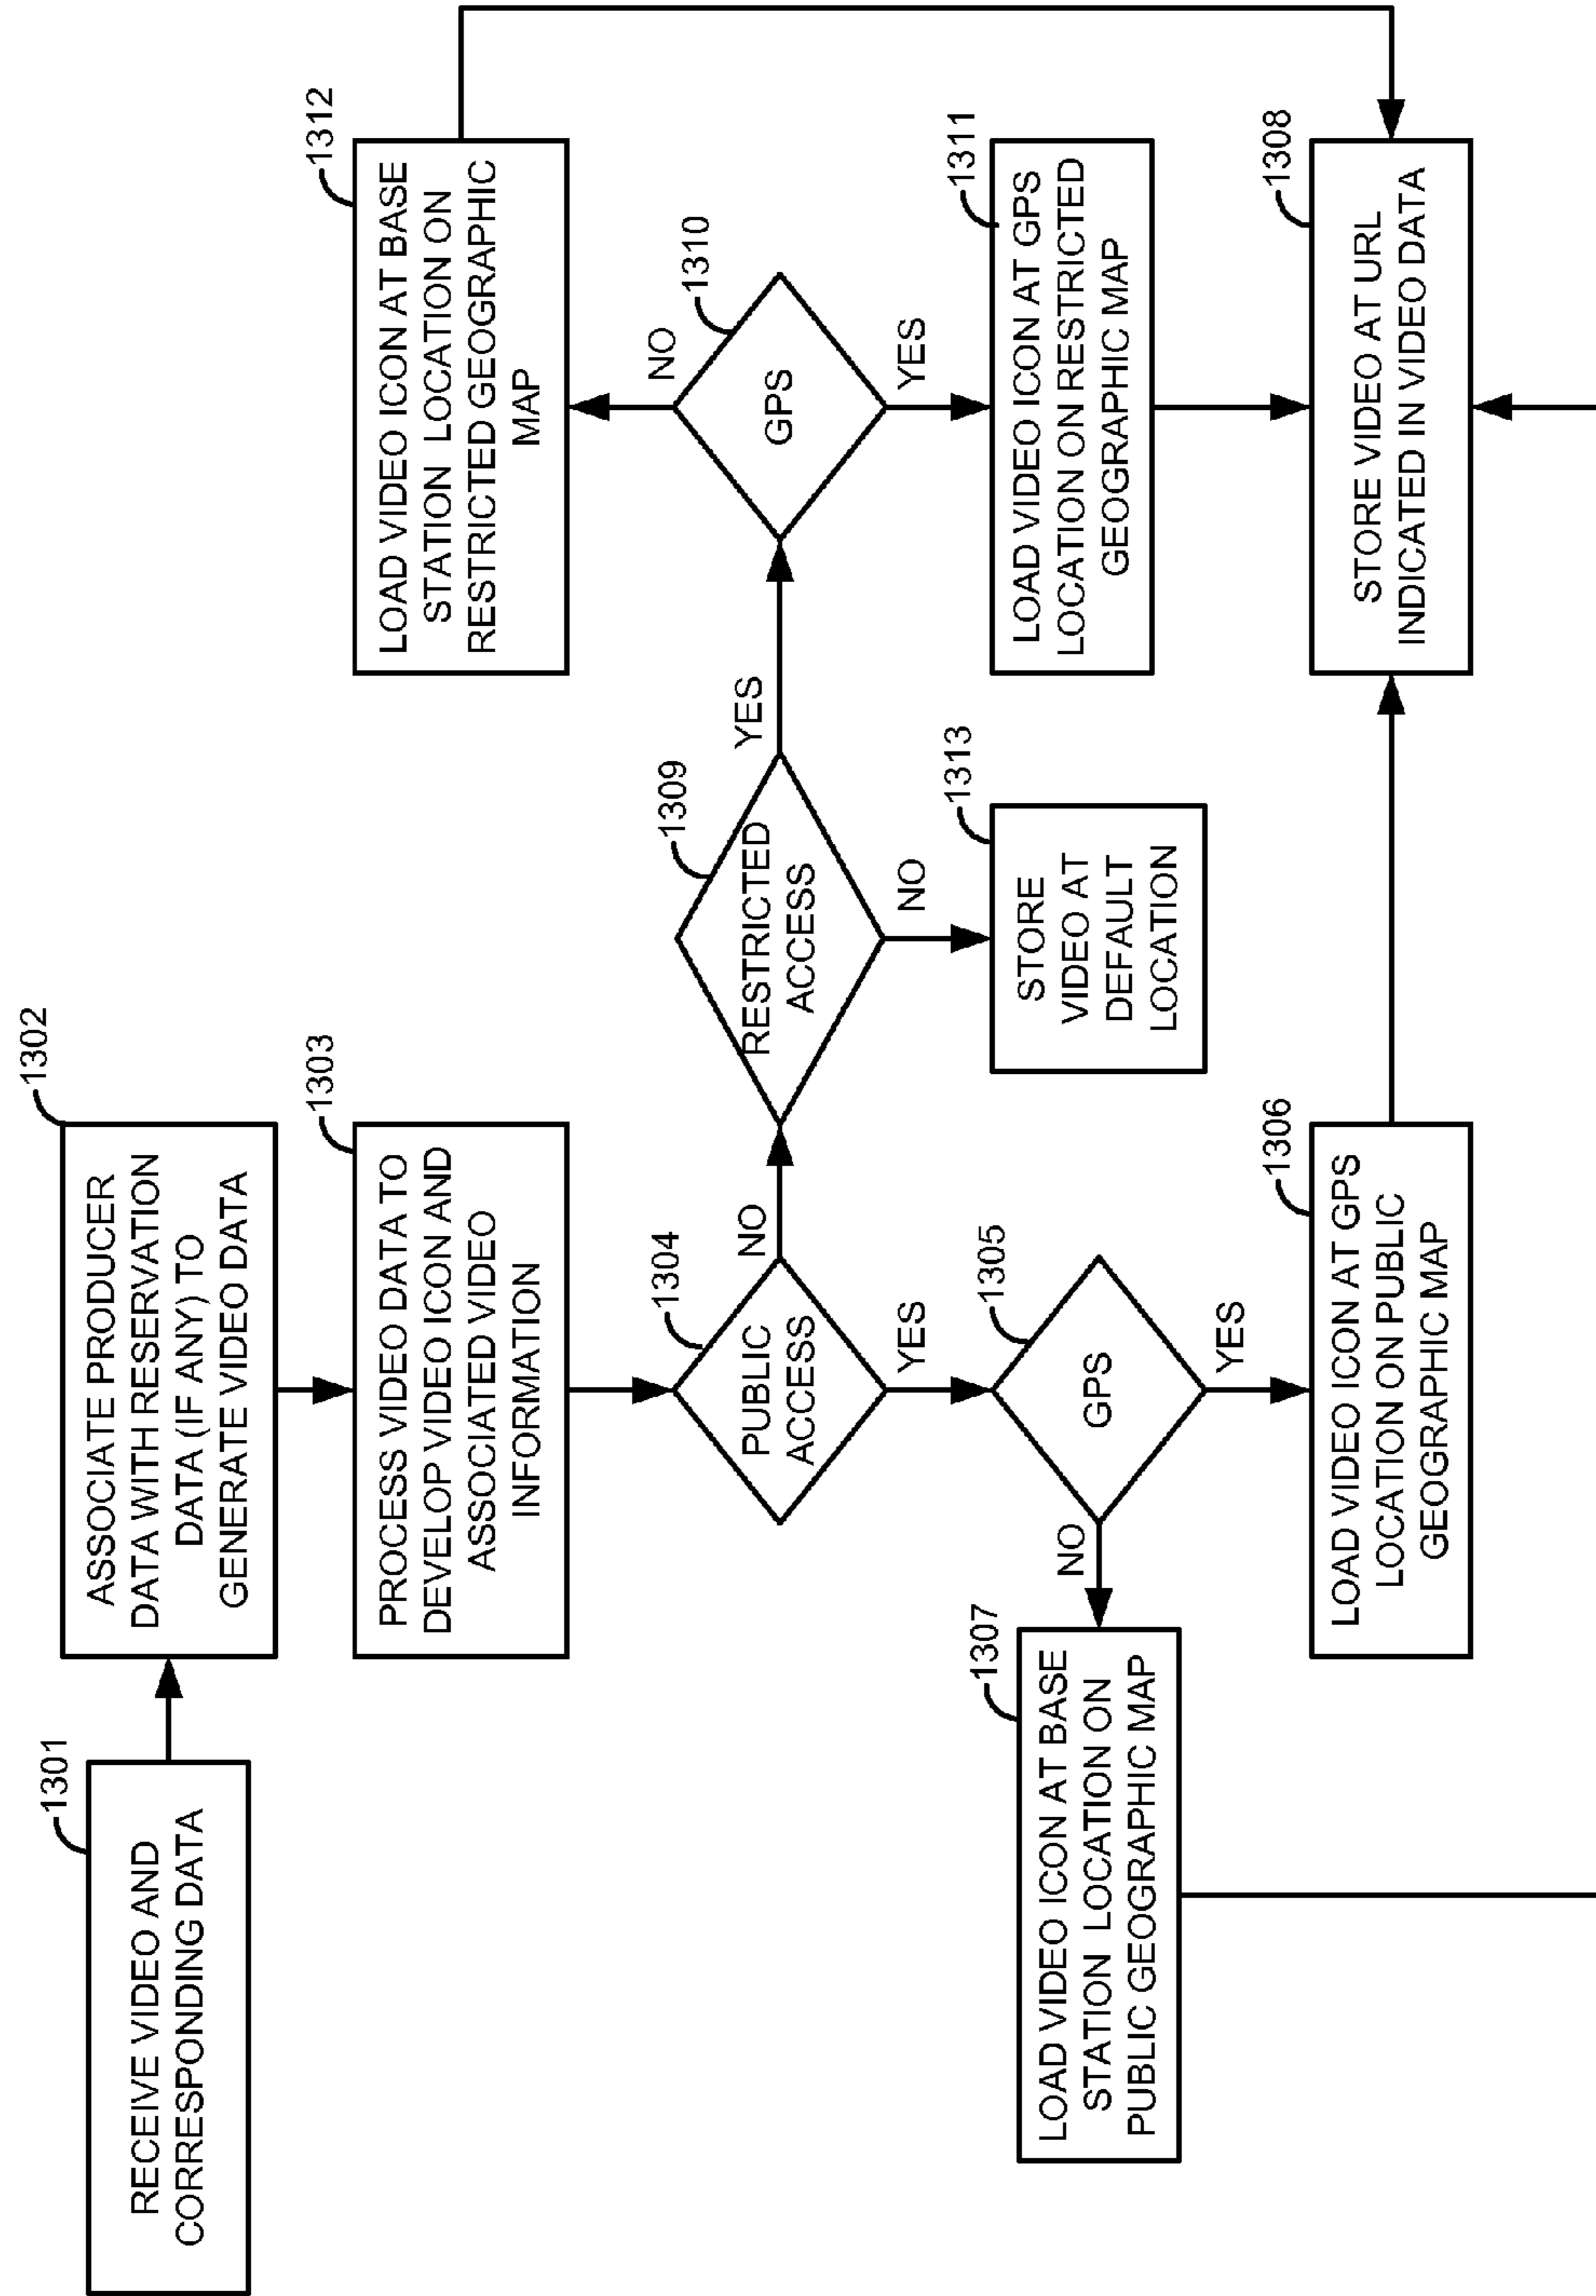 1301
RECEIVE VIDEO AND
CORRESPONDING DATA
1302
ASSOCIATE PRODUCER
DATA WITH RESERVATION
DATA (IF ANY) TO
GENERATE VIDEO DATA
1303
PROCESS VIDEO DATA TO
DEVELOP VIDEO ICON AND
ASSOCIATED VIDEO
INFORMATION
1304
PUBLIC
ACCESS
NO
YES
1305
GPS
NO
YES
1306
LOAD VIDEO ICON AT GPS
LOCATION ON PUBLIC
GEOGRAPHIC MAP
1307
LOAD VIDEO ICON AT BASE
STATION LOCATION ON
PUBLIC GEOGRAPHIC MAP
1308
STORE VIDEO AT URL
INDICATED IN VIDEO DATA
1309
RESTRICTED
ACCESS
YES
NO
1310
GPS
NO
YES
1311
LOAD VIDEO ICON AT GPS
LOCATION ON RESTRICTED
GEOGRAPHIC MAP
1312
LOAD VIDEO ICON AT BASE
STATION LOCATION ON
RESTRICTED GEOGRAPHIC
MAP
1313
STORE
VIDEO AT
DEFAULT
LOCATION